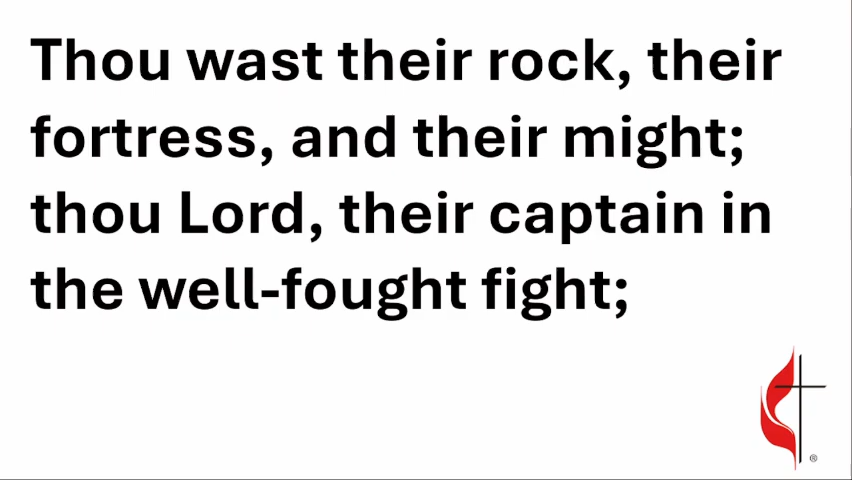 Thou wast their rock, their
fortress, and their might;
thou Lord, their captain in
the well-fought fight;
®